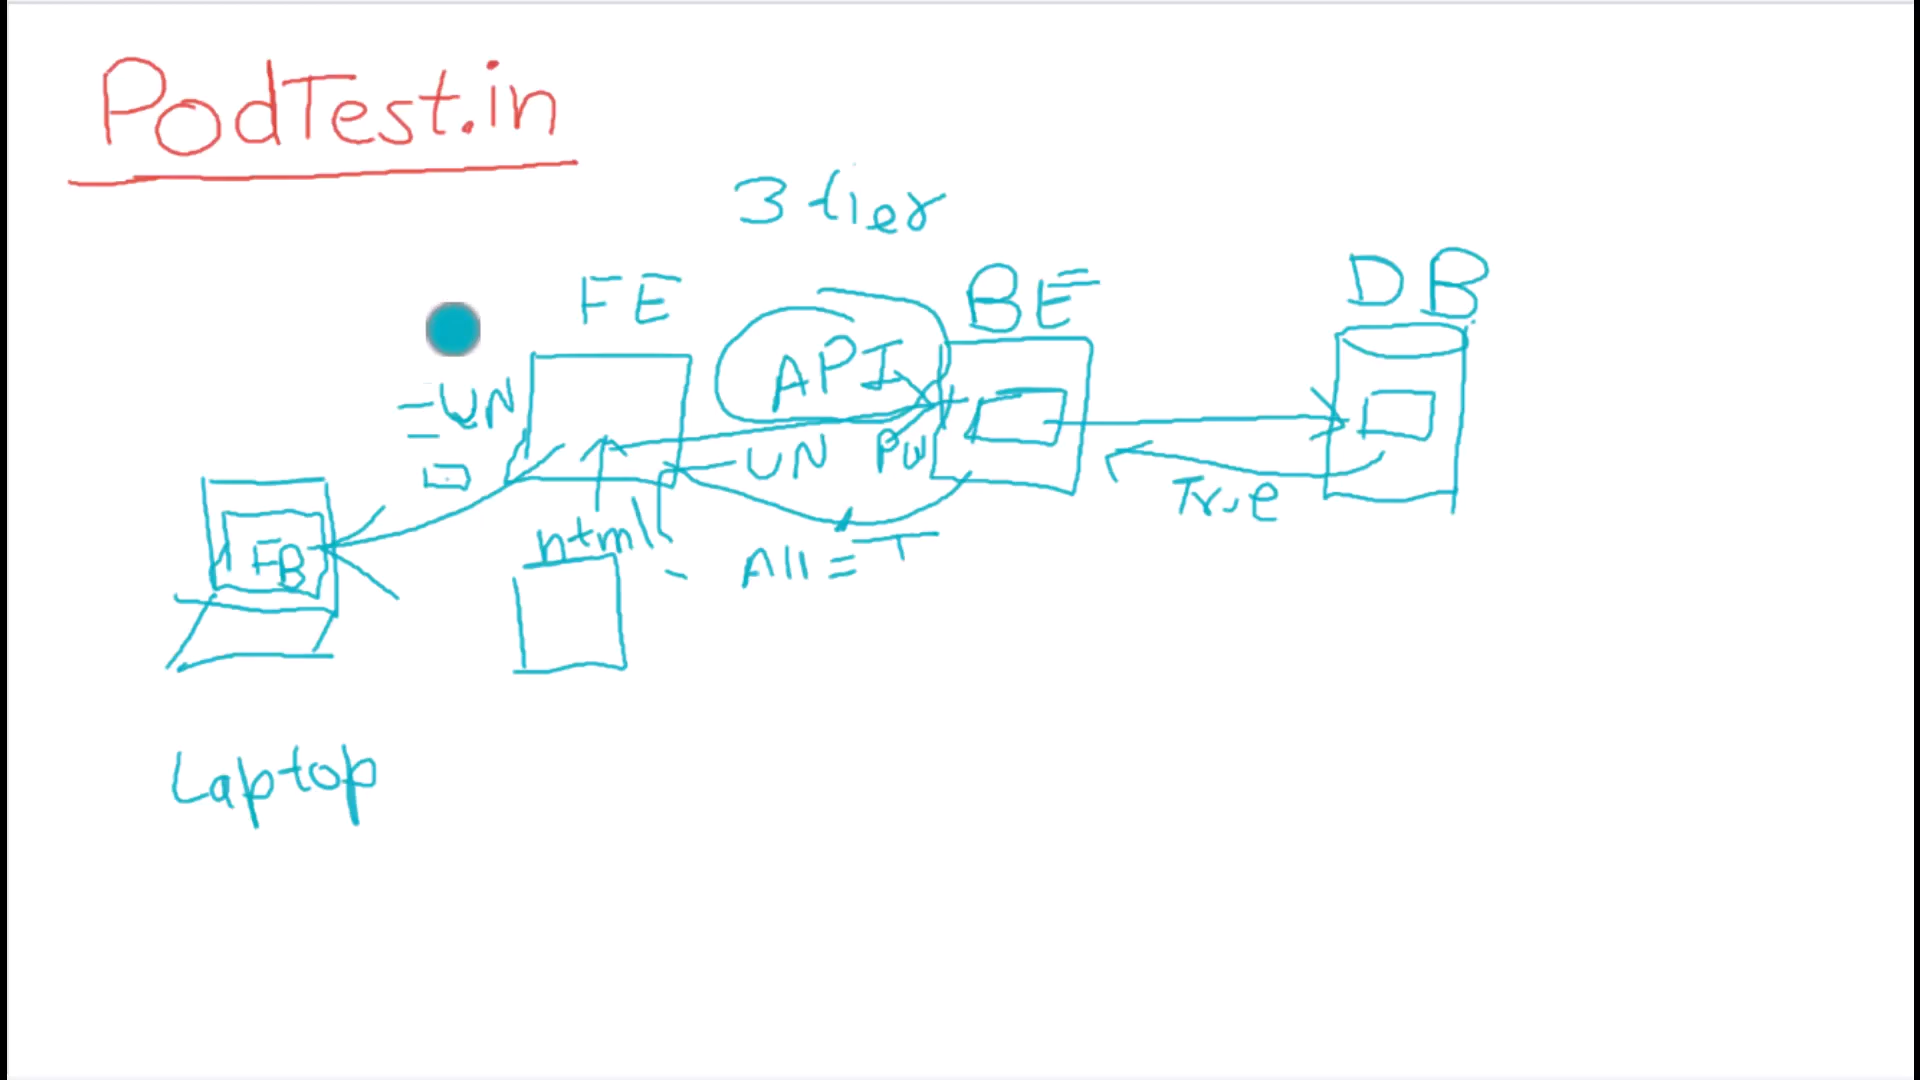 PodTest.in
3 tier
FE
BE
DB
API
UN
UN PW
True
html
All = T
FB
Laptop